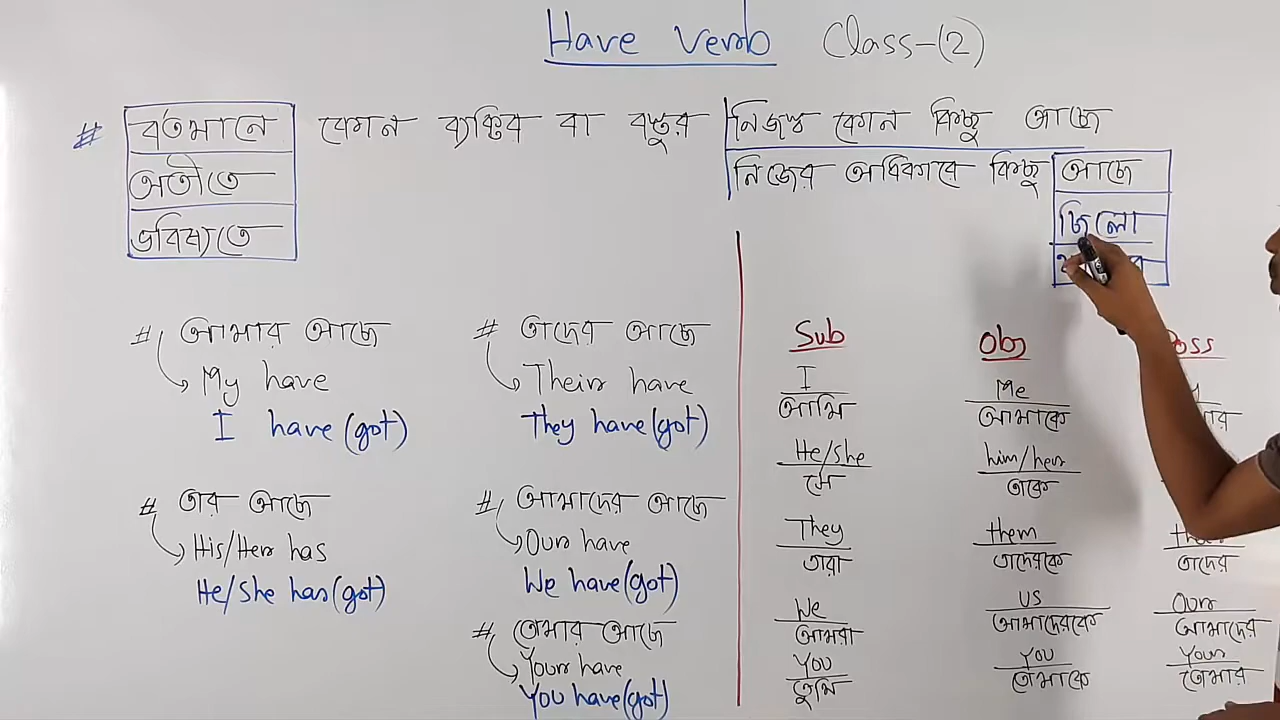 Have Verb Class-(2)
# বর্তমানে কোন ব্যক্তির বা বস্তুর নিজস্ব কোন কিছু আছে
অতীতে নিজের অধিকারে কিছু আছে
ভবিষ্যতে ছিলো
# আমার আছে
My have
I have (got)
# তার আছে
His/Her has
He/She has (got)
# তাদের আছে
Their have
They have (got)
# আমাদের আছে
Our have
We have (got)
# তোমার আছে
Your have
You have (got)
Sub Obj Poss
I Me
আমি আমাকে
He/She him/her
সে তাকে
They them
তারা তাদেরকে তাদের
We us Our
আমরা আমাদেরকে আমাদের
You You Your
তুমি তোমাকে তোমার